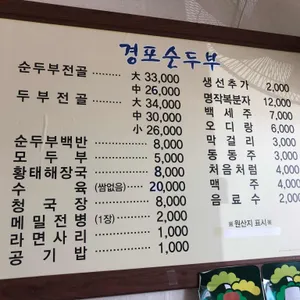 경포순두부
순두부전골 ········ 大 33,000
中 26,000
두부전골 ········ 大 34,000
中 30,000
小 26,000
순두부백반 ········ 8,000
모두부 ········ 5,000
황태해장국 ········ 8,000
수육 (쌈없음) 20,000
청국장 ········ 8,000
메밀전병 (1장) ···· 2,000
라면사리 ········ 1,000
공기밥 ········ 1,000
생선추가 2,000
명작복분자 12,000
백세주 7,000
오디랑 6,000
막걸리 3,000
동동주 3,000
처음처럼 4,000
맥주 4,000
음료수 2,000
※원산지 표시※